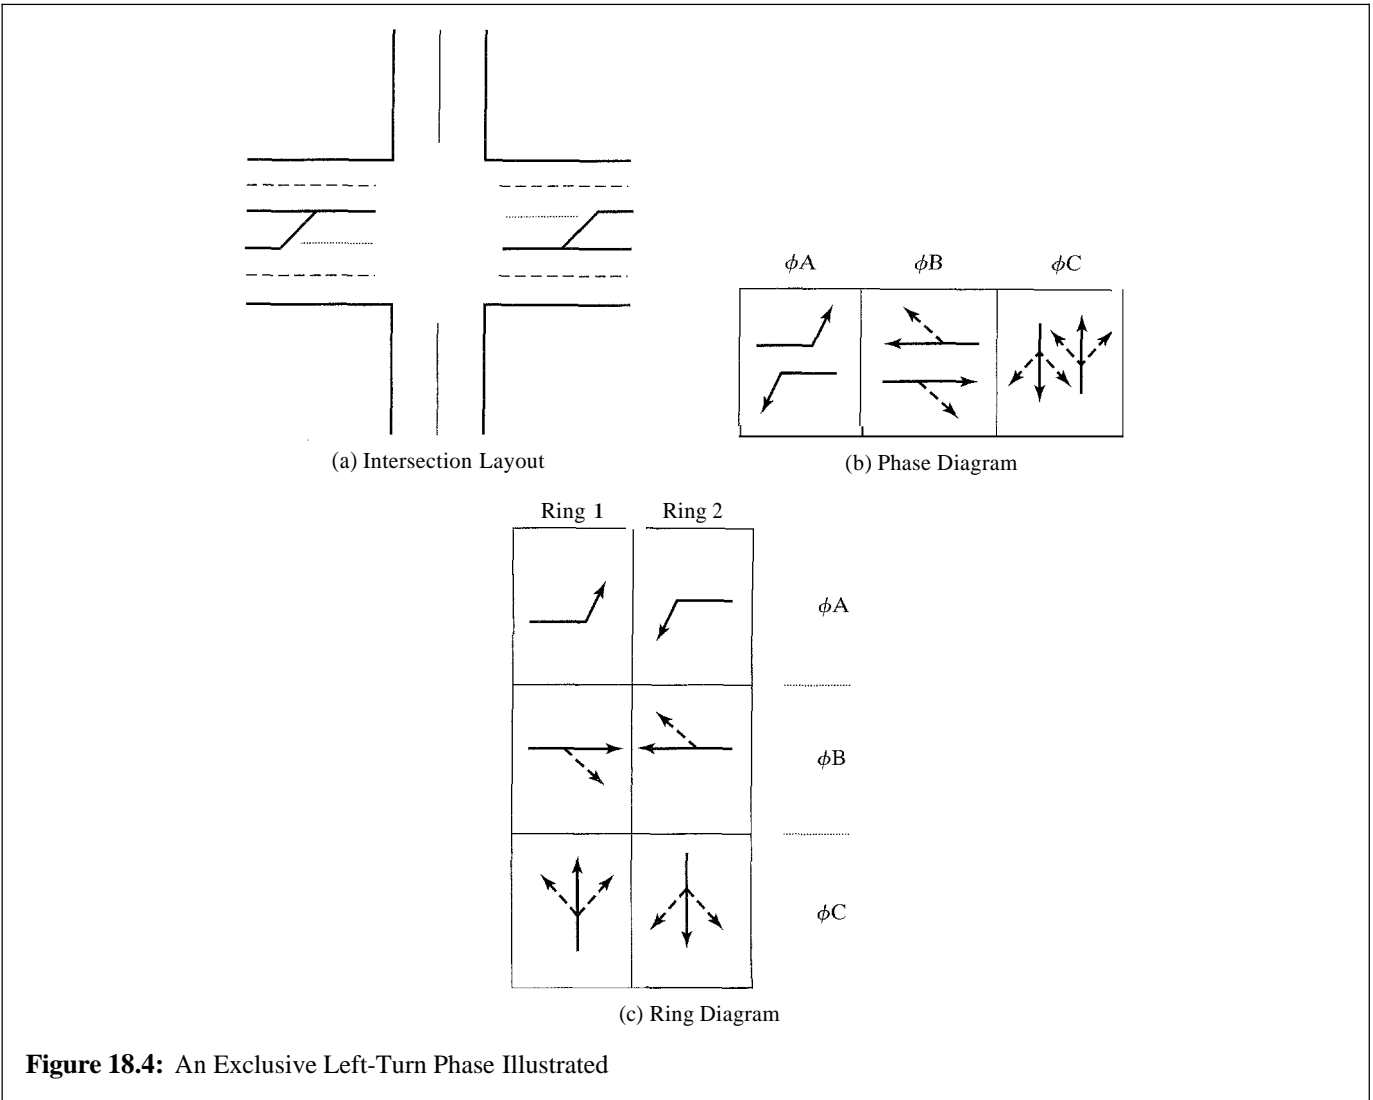 ϕA ϕB ϕC
(a) Intersection Layout
(b) Phase Diagram
Ring 1 Ring 2
ϕA
ϕB
ϕC
(c) Ring Diagram
Figure 18.4: An Exclusive Left-Turn Phase Illustrated